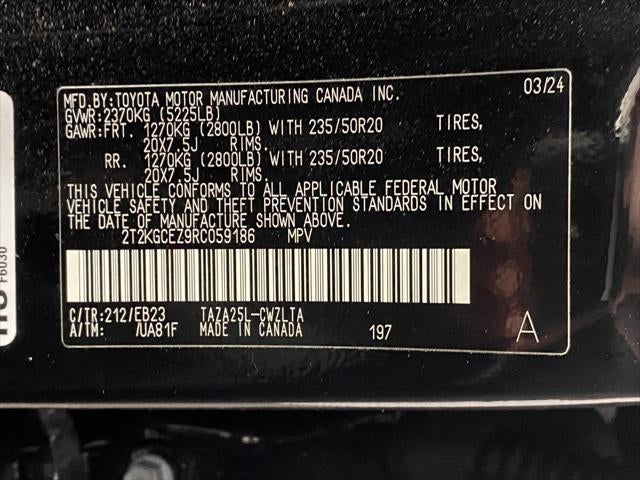 03/24
MFD.BY:TOYOTA MOTOR MANUFACTURING CANADA INC.
GVWR:2370KG (5225LB)
GAWR:FRT. 1270KG (2800LB) WITH 235/50R20 TIRES,
20X7.5J RIMS.
RR. 1270KG (2800LB) WITH 235/50R20 TIRES,
20X7.5J RIMS.
THIS VEHICLE CONFORMS TO ALL APPLICABLE FEDERAL MOTOR
VEHICLE SAFETY AND THEFT PREVENTION STANDARDS IN EFFECT ON
THE DATE OF MANUFACTURE SHOWN ABOVE.
2T2KGCEZ9RC059186 MPV
C/TR:212/EB23 TAZA25L-CWZLTA
A/TM: /UA81F MADE IN CANADA 197 A
F6030